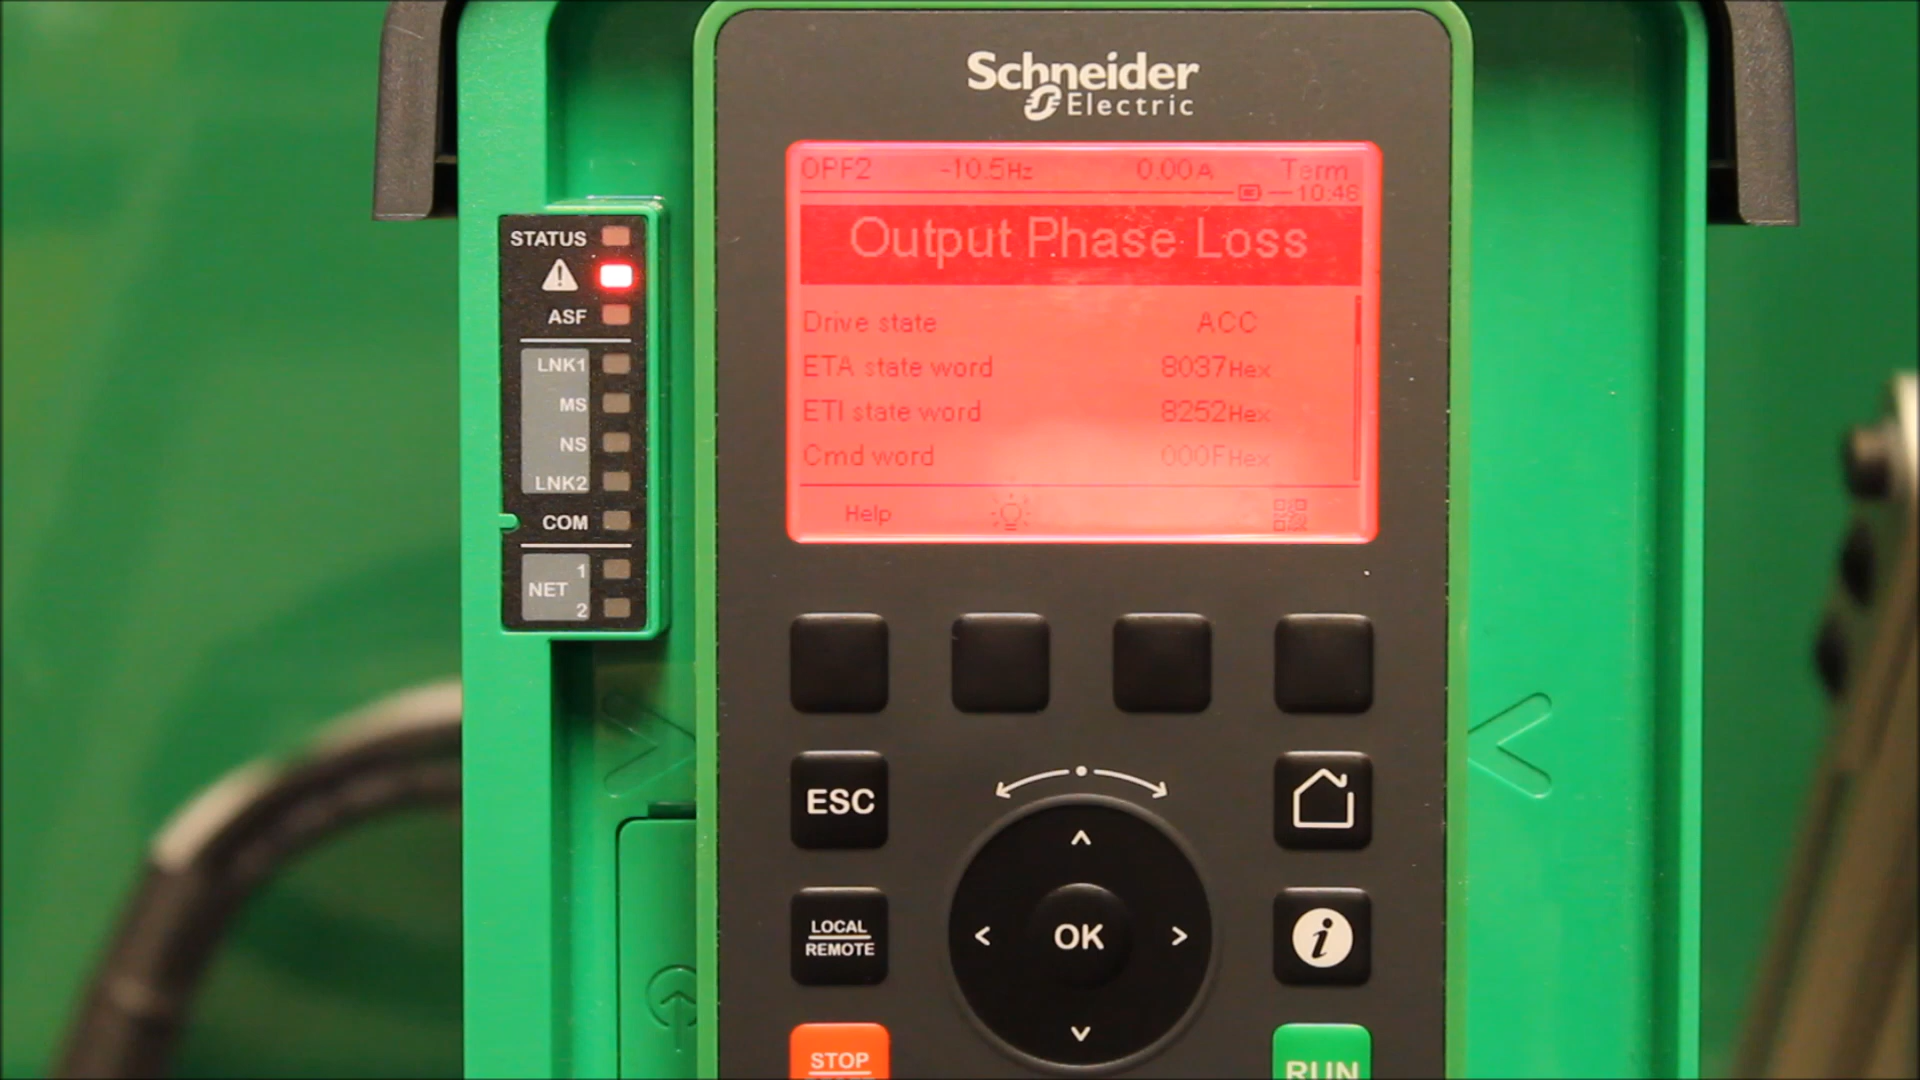 Schneider
Electric
OPF2 -10.5Hz 0.00A Term
10:46
Output Phase Loss
Drive state ACC
ETA state word 8037Hex
ETI state word 8252Hex
Cmd word 000FHex
Help
STATUS
ASF
LNK1
MS
NS
LNK2
COM
NET 1
2
ESC
LOCAL
REMOTE
OK
i
STOP
RUN